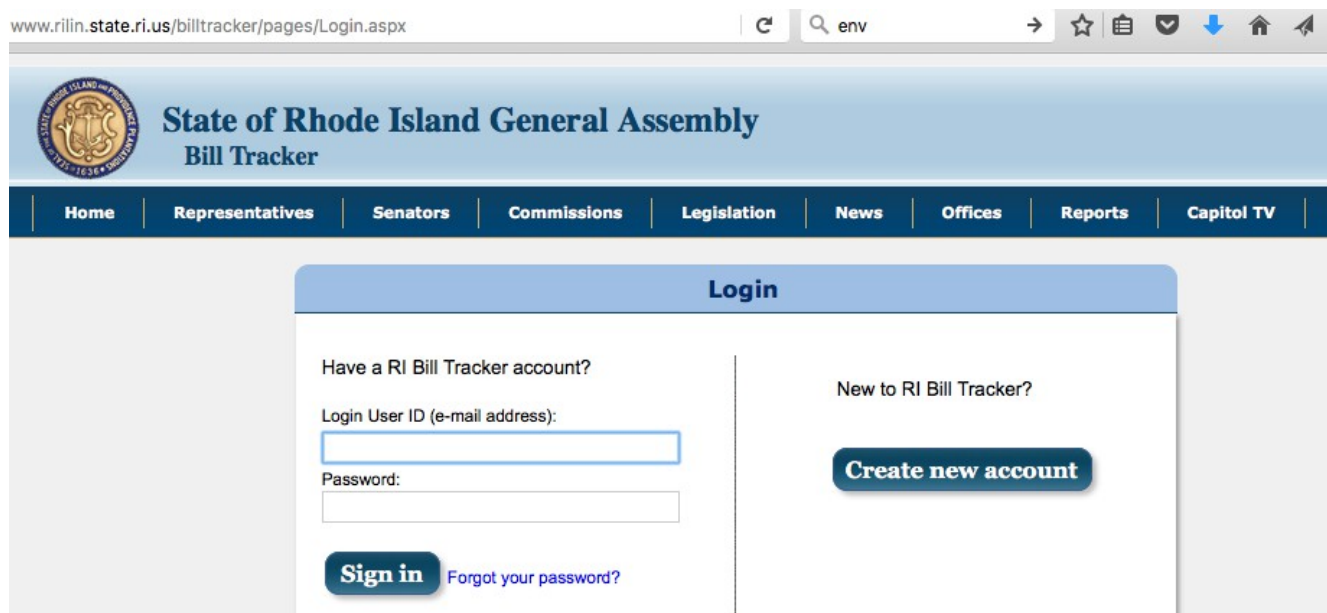 www.rilin.state.ri.us/billtracker/pages/Login.aspx
env
State of Rhode Island General Assembly
Bill Tracker
Home
Representatives
Senators
Commissions
Legislation
News
Offices
Reports
Capitol TV
Login
Have a RI Bill Tracker account?
Login User ID (e-mail address):
Password:
Sign in
Forgot your password?
New to RI Bill Tracker?
Create new account